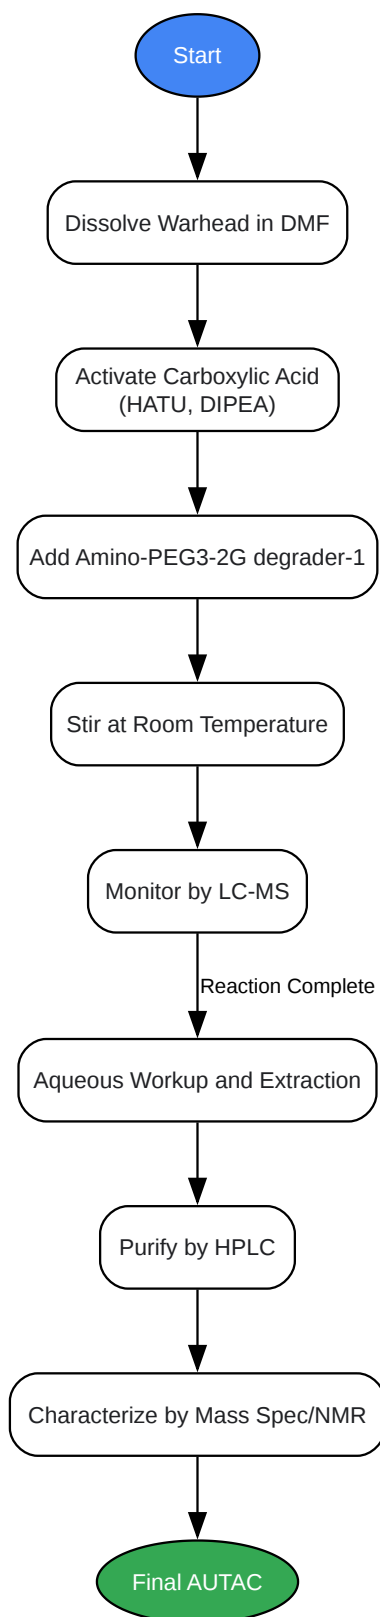 Start
Dissolve Warhead in DMF
Activate Carboxylic Acid
(HATU, DIPEA)
Add Amino-PEG3-2G degrader-1
Stir at Room Temperature
Monitor by LC-MS
Reaction Complete
Aqueous Workup and Extraction
Purify by HPLC
Characterize by Mass Spec/NMR
Final AUTAC